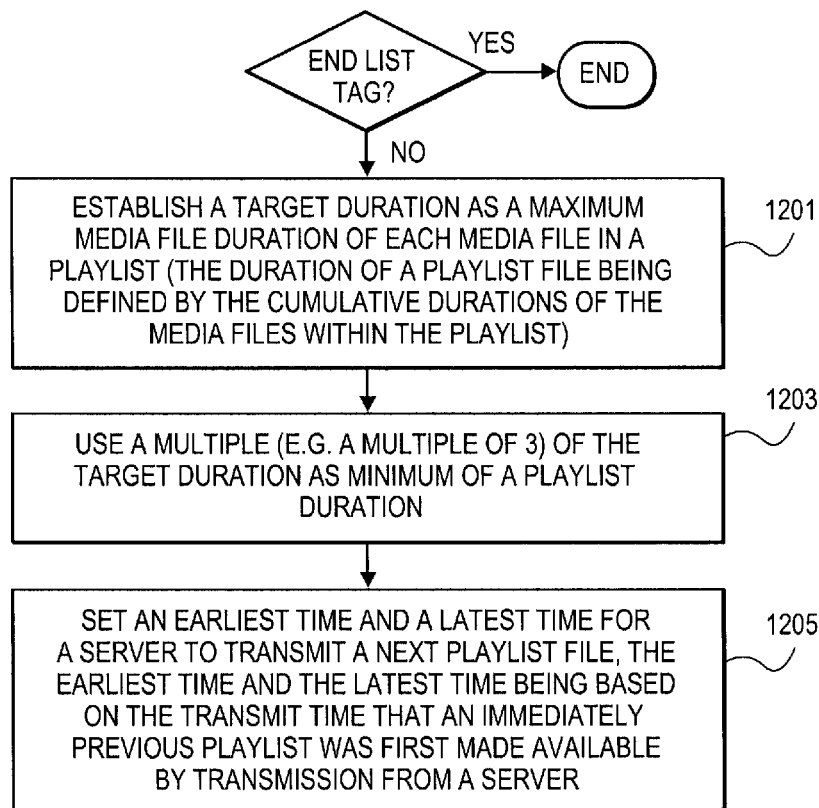 END LIST
TAG?
YES
END
NO
ESTABLISH A TARGET DURATION AS A MAXIMUM
MEDIA FILE DURATION OF EACH MEDIA FILE IN A
PLAYLIST (THE DURATION OF A PLAYLIST FILE BEING
DEFINED BY THE CUMULATIVE DURATIONS OF THE
MEDIA FILES WITHIN THE PLAYLIST)
1201
USE A MULTIPLE (E.G. A MULTIPLE OF 3) OF THE
TARGET DURATION AS MINIMUM OF A PLAYLIST
DURATION
1203
SET AN EARLIEST TIME AND A LATEST TIME FOR
A SERVER TO TRANSMIT A NEXT PLAYLIST FILE, THE
EARLIEST TIME AND THE LATEST TIME BEING BASED
ON THE TRANSMIT TIME THAT AN IMMEDIATELY
PREVIOUS PLAYLIST WAS FIRST MADE AVAILABLE
BY TRANSMISSION FROM A SERVER
1205